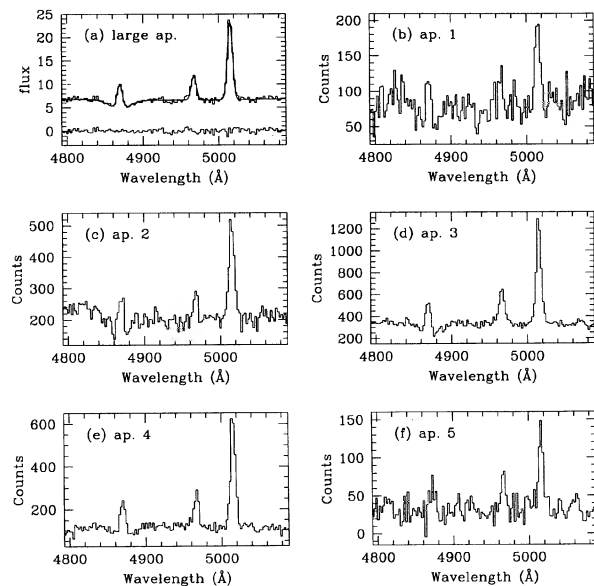 (a) large ap.
flux
25
20
15
10
5
0
4800 4900 5000
Wavelength (Å)
(b) ap. 1
Counts
200
150
100
50
4800 4900 5000
Wavelength (Å)
(c) ap. 2
Counts
500
400
300
200
4800 4900 5000
Wavelength (Å)
(d) ap. 3
Counts
1200
1000
800
600
400
200
4800 4900 5000
Wavelength (Å)
(e) ap. 4
Counts
600
400
200
4800 4900 5000
Wavelength (Å)
(f) ap. 5
Counts
150
100
50
0
4800 4900 5000
Wavelength (Å)